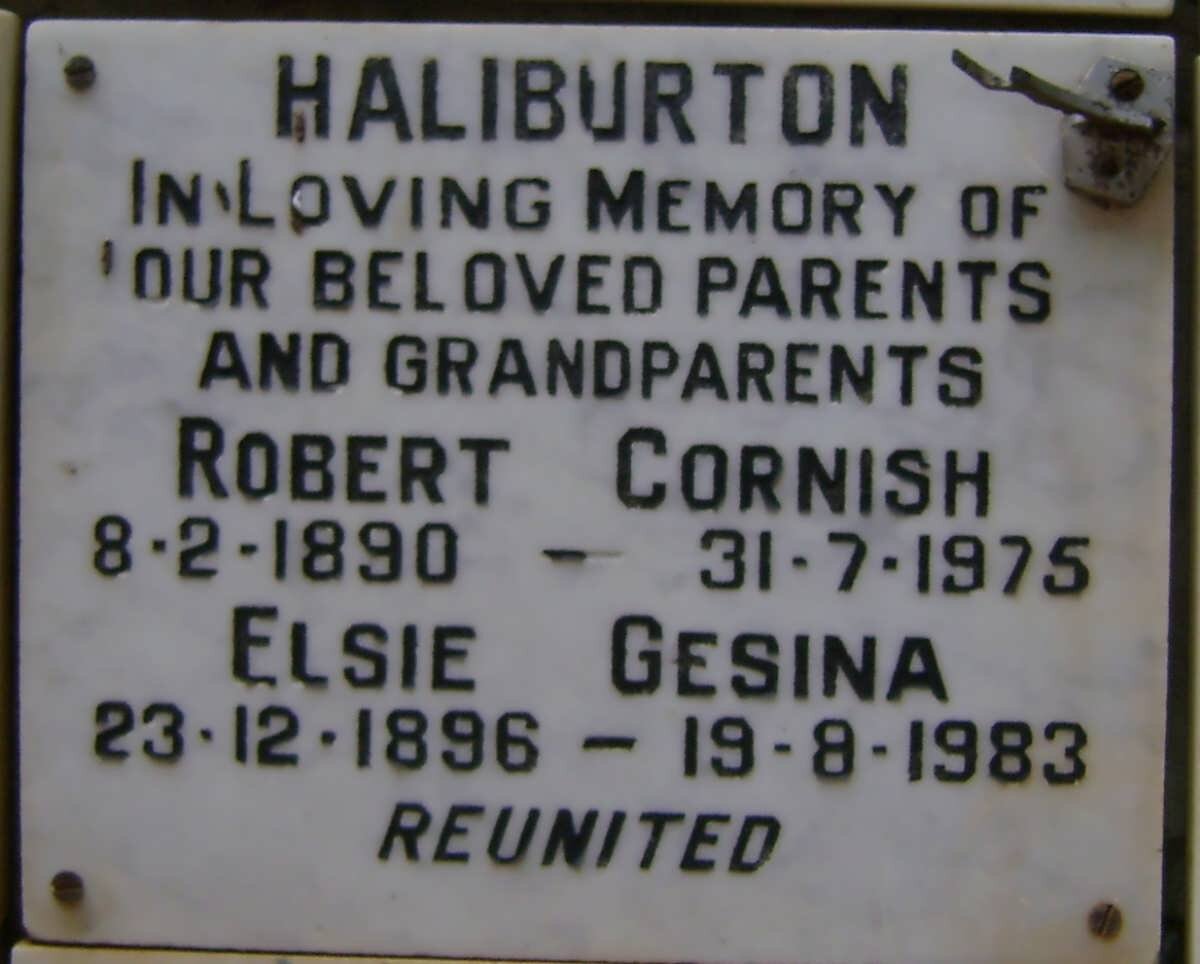 HALIBURTON
IN LOVING MEMORY OF
OUR BELOVED PARENTS
AND GRANDPARENTS
ROBERT CORNISH
8·2·1890 – 31·7·1975
ELSIE GESINA
23·12·1896 – 19-8-1983
REUNITED